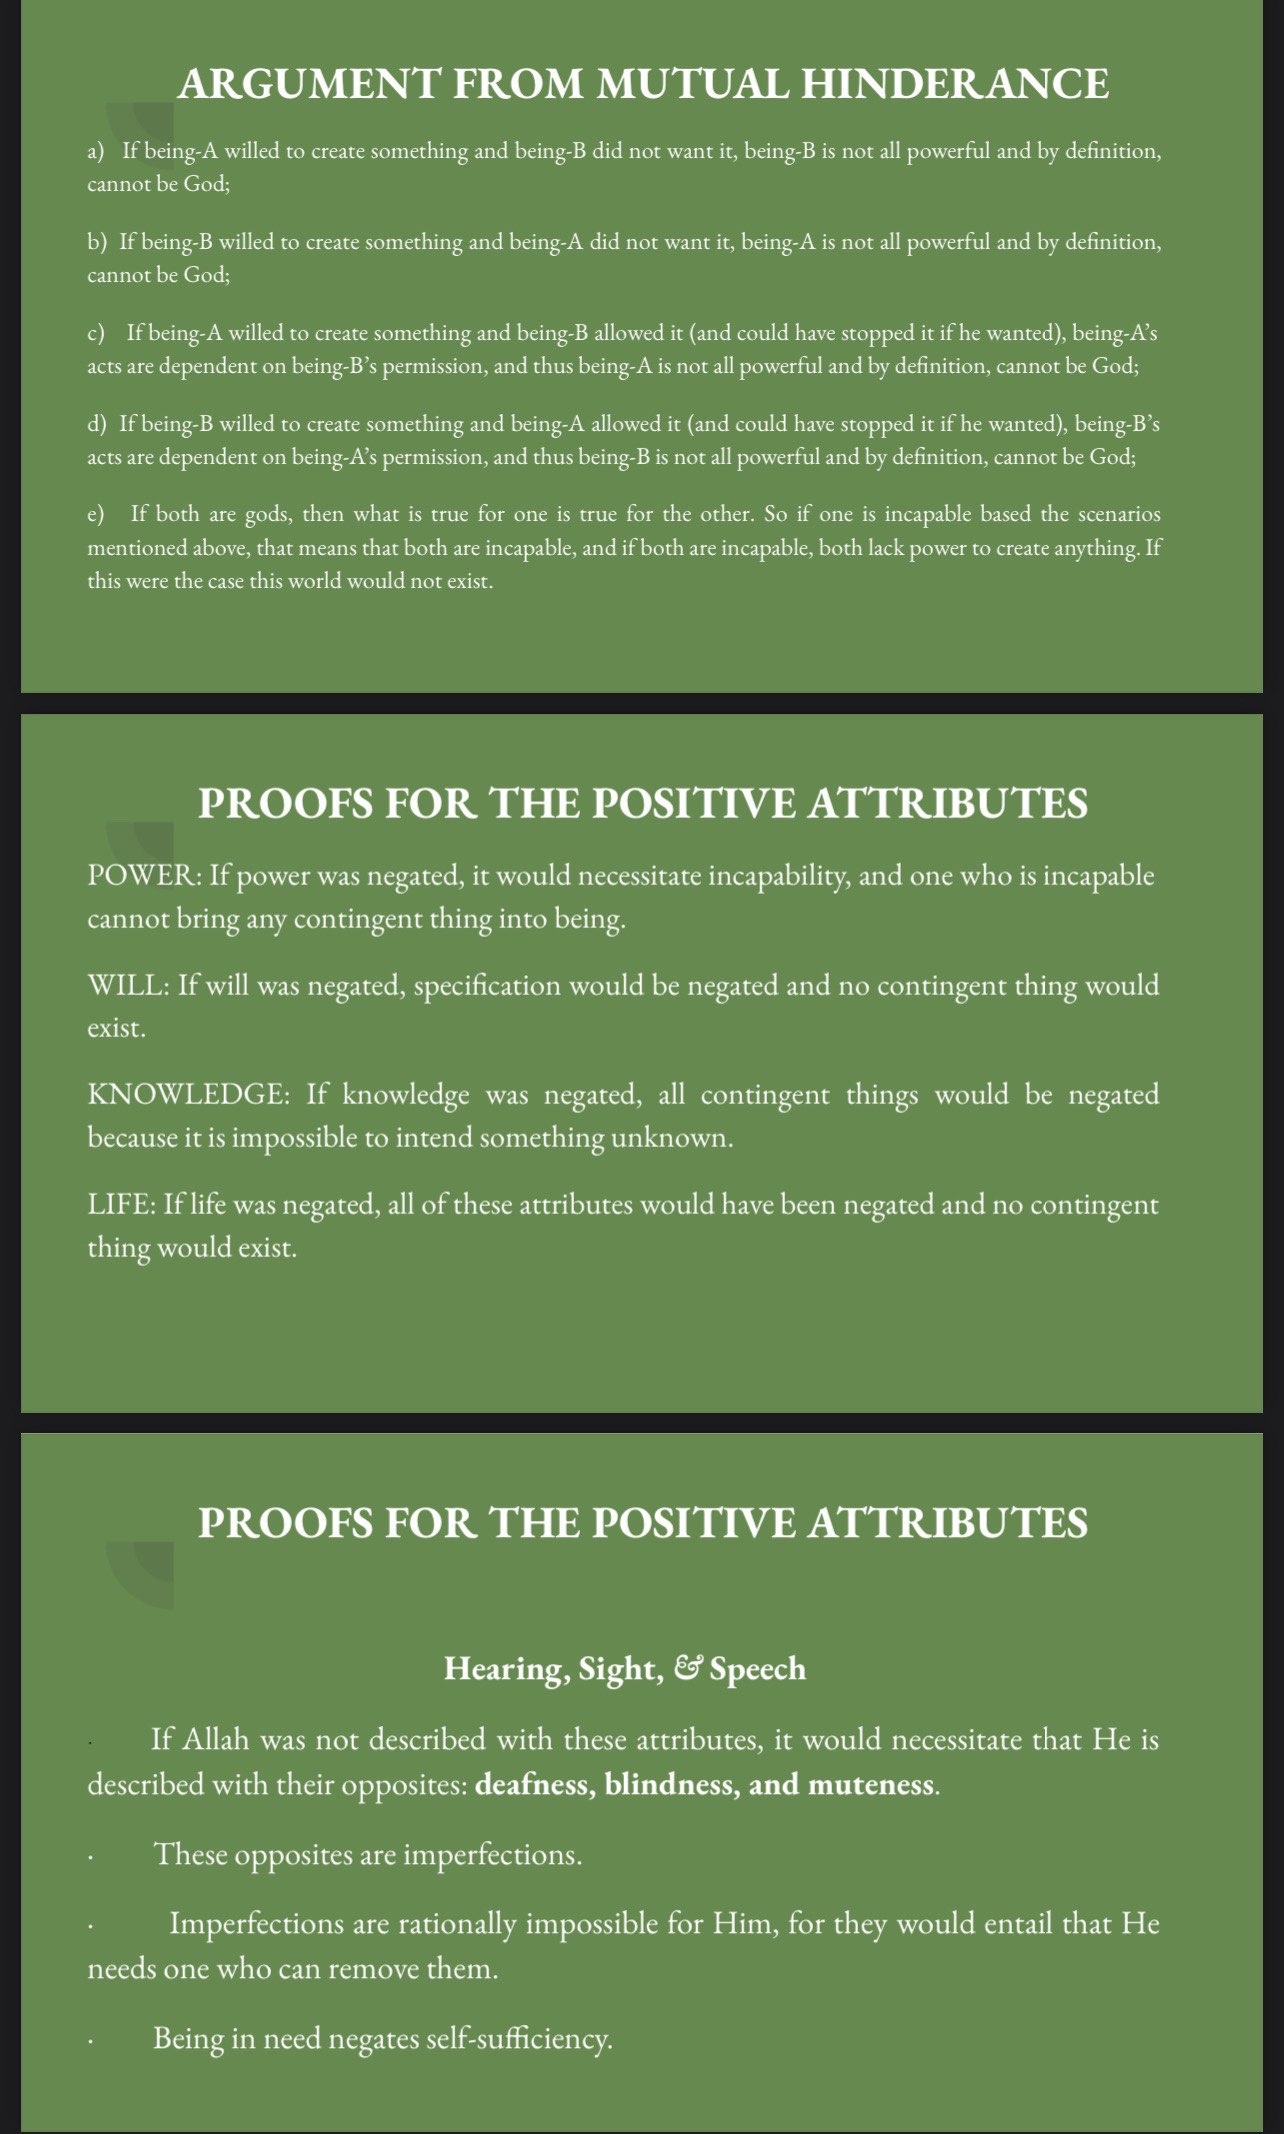 ARGUMENT FROM MUTUAL HINDERANCE
a) If being-A willed to create something and being-B did not want it, being-B is not all powerful and by definition,
cannot be God;
b) If being-B willed to create something and being-A did not want it, being-A is not all powerful and by definition,
cannot be God;
c) If being-A willed to create something and being-B allowed it (and could have stopped it if he wanted), being-A’s
acts are dependent on being-B’s permission, and thus being-A is not all powerful and by definition, cannot be God;
d) If being-B willed to create something and being-A allowed it (and could have stopped it if he wanted), being-B’s
acts are dependent on being-A’s permission, and thus being-B is not all powerful and by definition, cannot be God;
e) If both are gods, then what is true for one is true for the other. So if one is incapable based the scenarios
mentioned above, that means that both are incapable, and if both are incapable, both lack power to create anything. If
this were the case this world would not exist.
PROOFS FOR THE POSITIVE ATTRIBUTES
POWER: If power was negated, it would necessitate incapability, and one who is incapable
cannot bring any contingent thing into being.
WILL: If will was negated, specification would be negated and no contingent thing would
exist.
KNOWLEDGE: If knowledge was negated, all contingent things would be negated
because it is impossible to intend something unknown.
LIFE: If life was negated, all of these attributes would have been negated and no contingent
thing would exist.
PROOFS FOR THE POSITIVE ATTRIBUTES
Hearing, Sight, & Speech
· If Allah was not described with these attributes, it would necessitate that He is
described with their opposites: deafness, blindness, and muteness.
· These opposites are imperfections.
· Imperfections are rationally impossible for Him, for they would entail that He
needs one who can remove them.
· Being in need negates self-sufficiency.